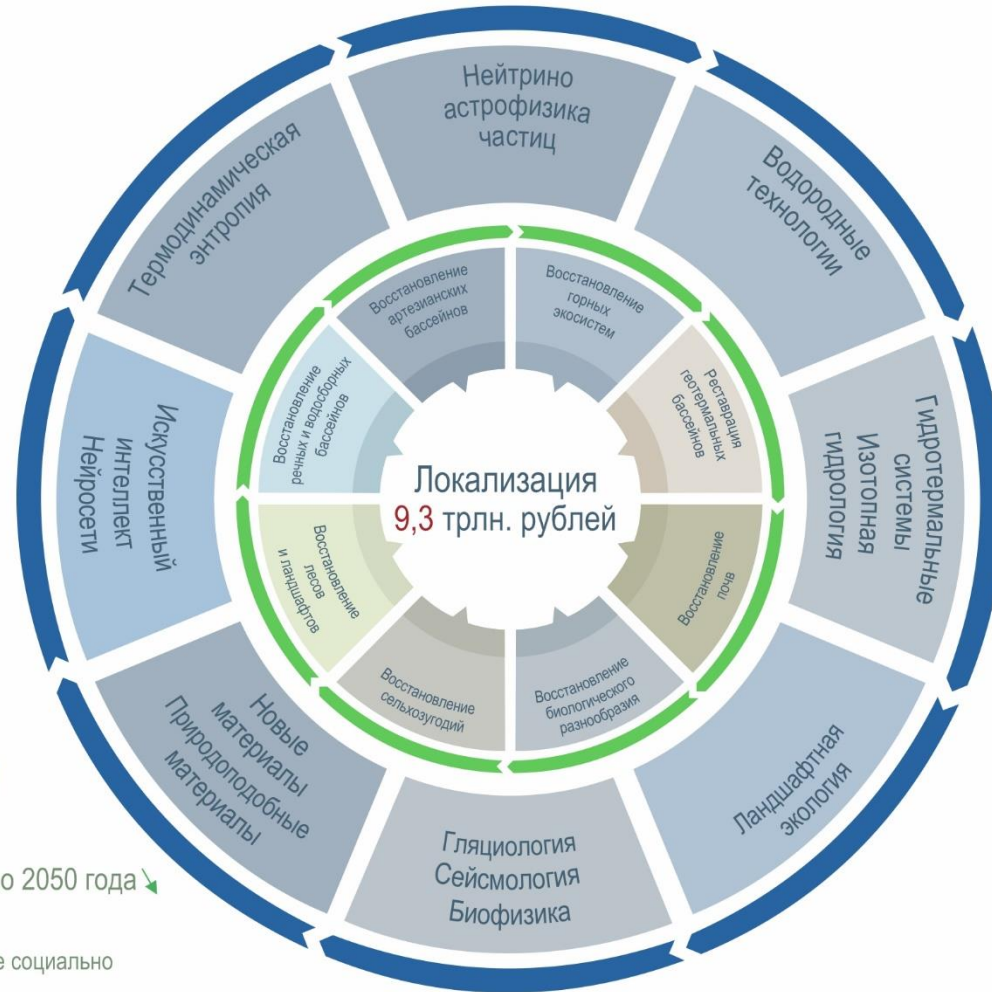 Нейтрино
астрофизика
частиц
Водородные
технологии
Гидротермальные
системы
Изотопная
гидрология
Ландшафтная
экология
Гляциология
Сейсмология
Биофизика
Новые
материалы
Природоподобные
материалы
Искусственный
интеллект
Нейросети
Термодинамическая
энтропия
Восстановление
артезианских
бассейнов
Восстановление
горных
экосистем
Реставрация
геотермальных
бассейнов
Восстановление
почв
Восстановление
биологического
разнообразия
Восстановление
сельхозугодий
Восстановление
лесов
и ландшафтов
Восстановление
речных и водосборных
бассейнов
Локализация
9,3 трлн. рублей
о 2050 года
е социально